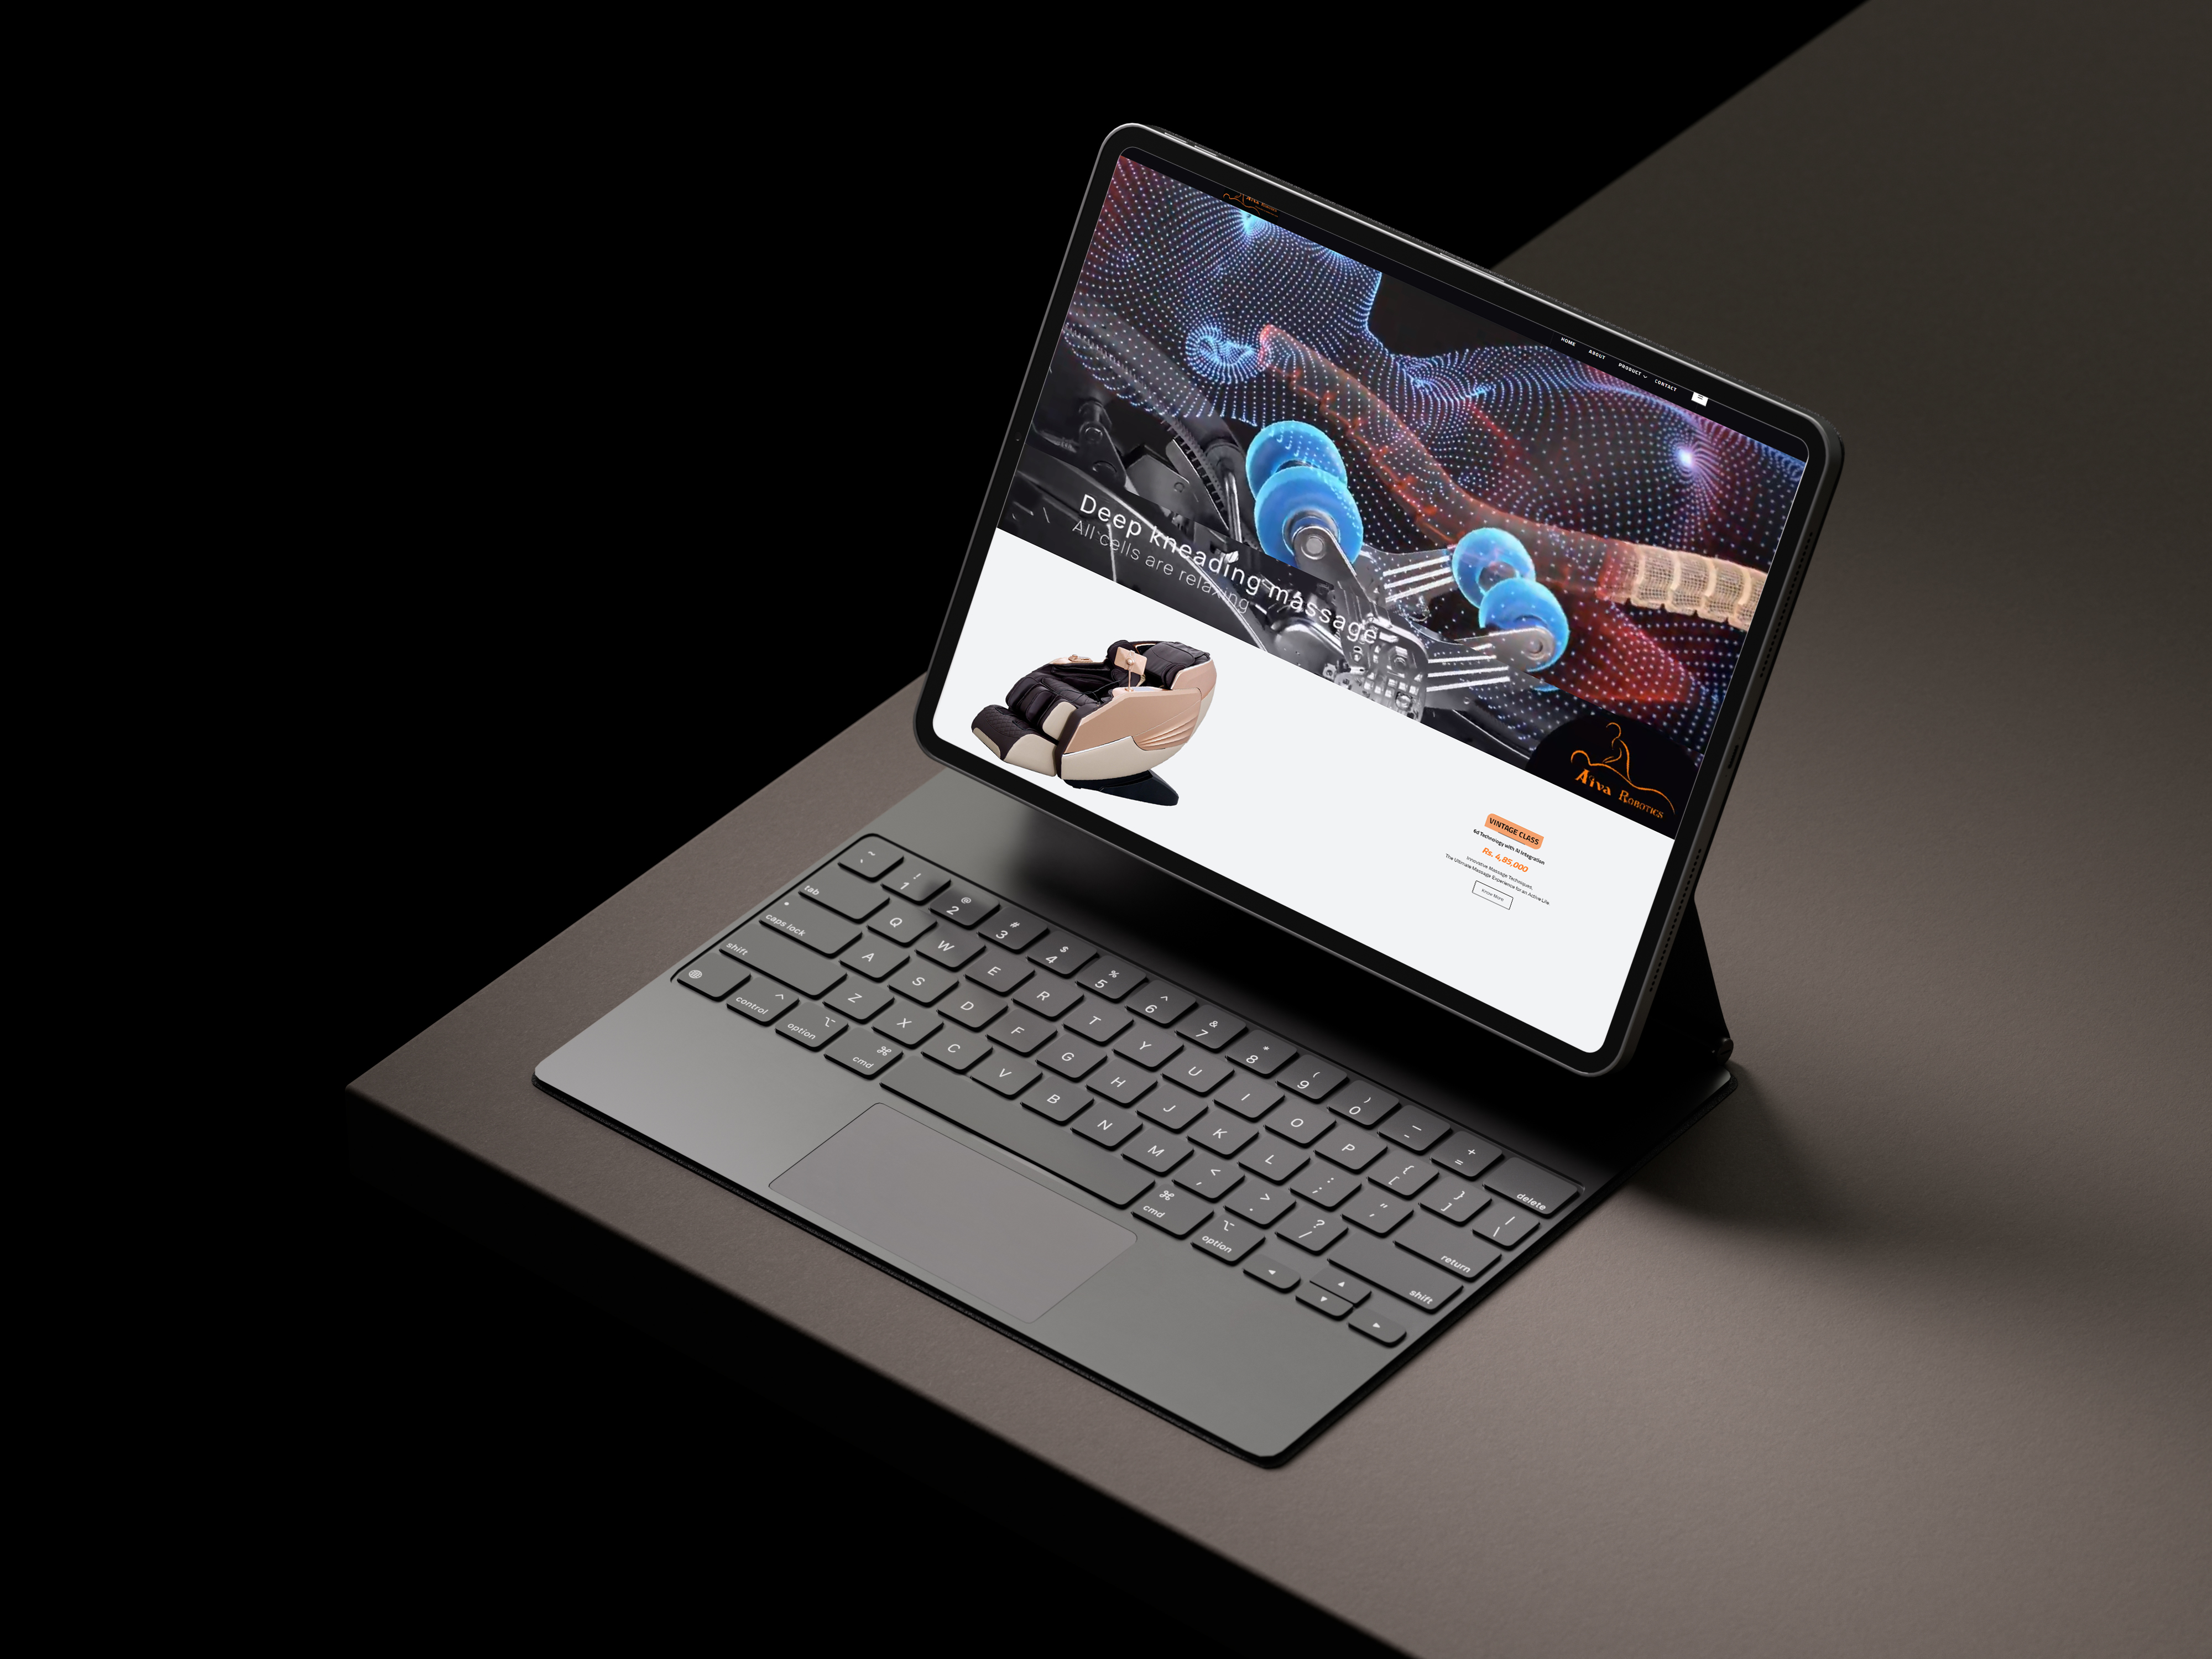 Aiva Robotics
HOME
ABOUT
PRODUCT
CONTACT
Deep kneading massage
All cells are relaxing
Aiva Robotics
VINTAGE CLASS
6d Technology with AI Integration
Rs. 4,85,000
Innovative Massage Techniques,
The Ultimate Massage Experience for an Active Life
Know More
~ `
! 1
@ 2
# 3
$ 4
% 5
^ 6
& 7
* 8
( 9
) 0
_ -
+ =
delete
tab
Q W E R T Y U I O P { [ } ] | \
caps lock
A S D F G H J K L : ; " '
return
shift
Z X C V B N M < , > . ? /
shift
control
option
cmd
cmd
option